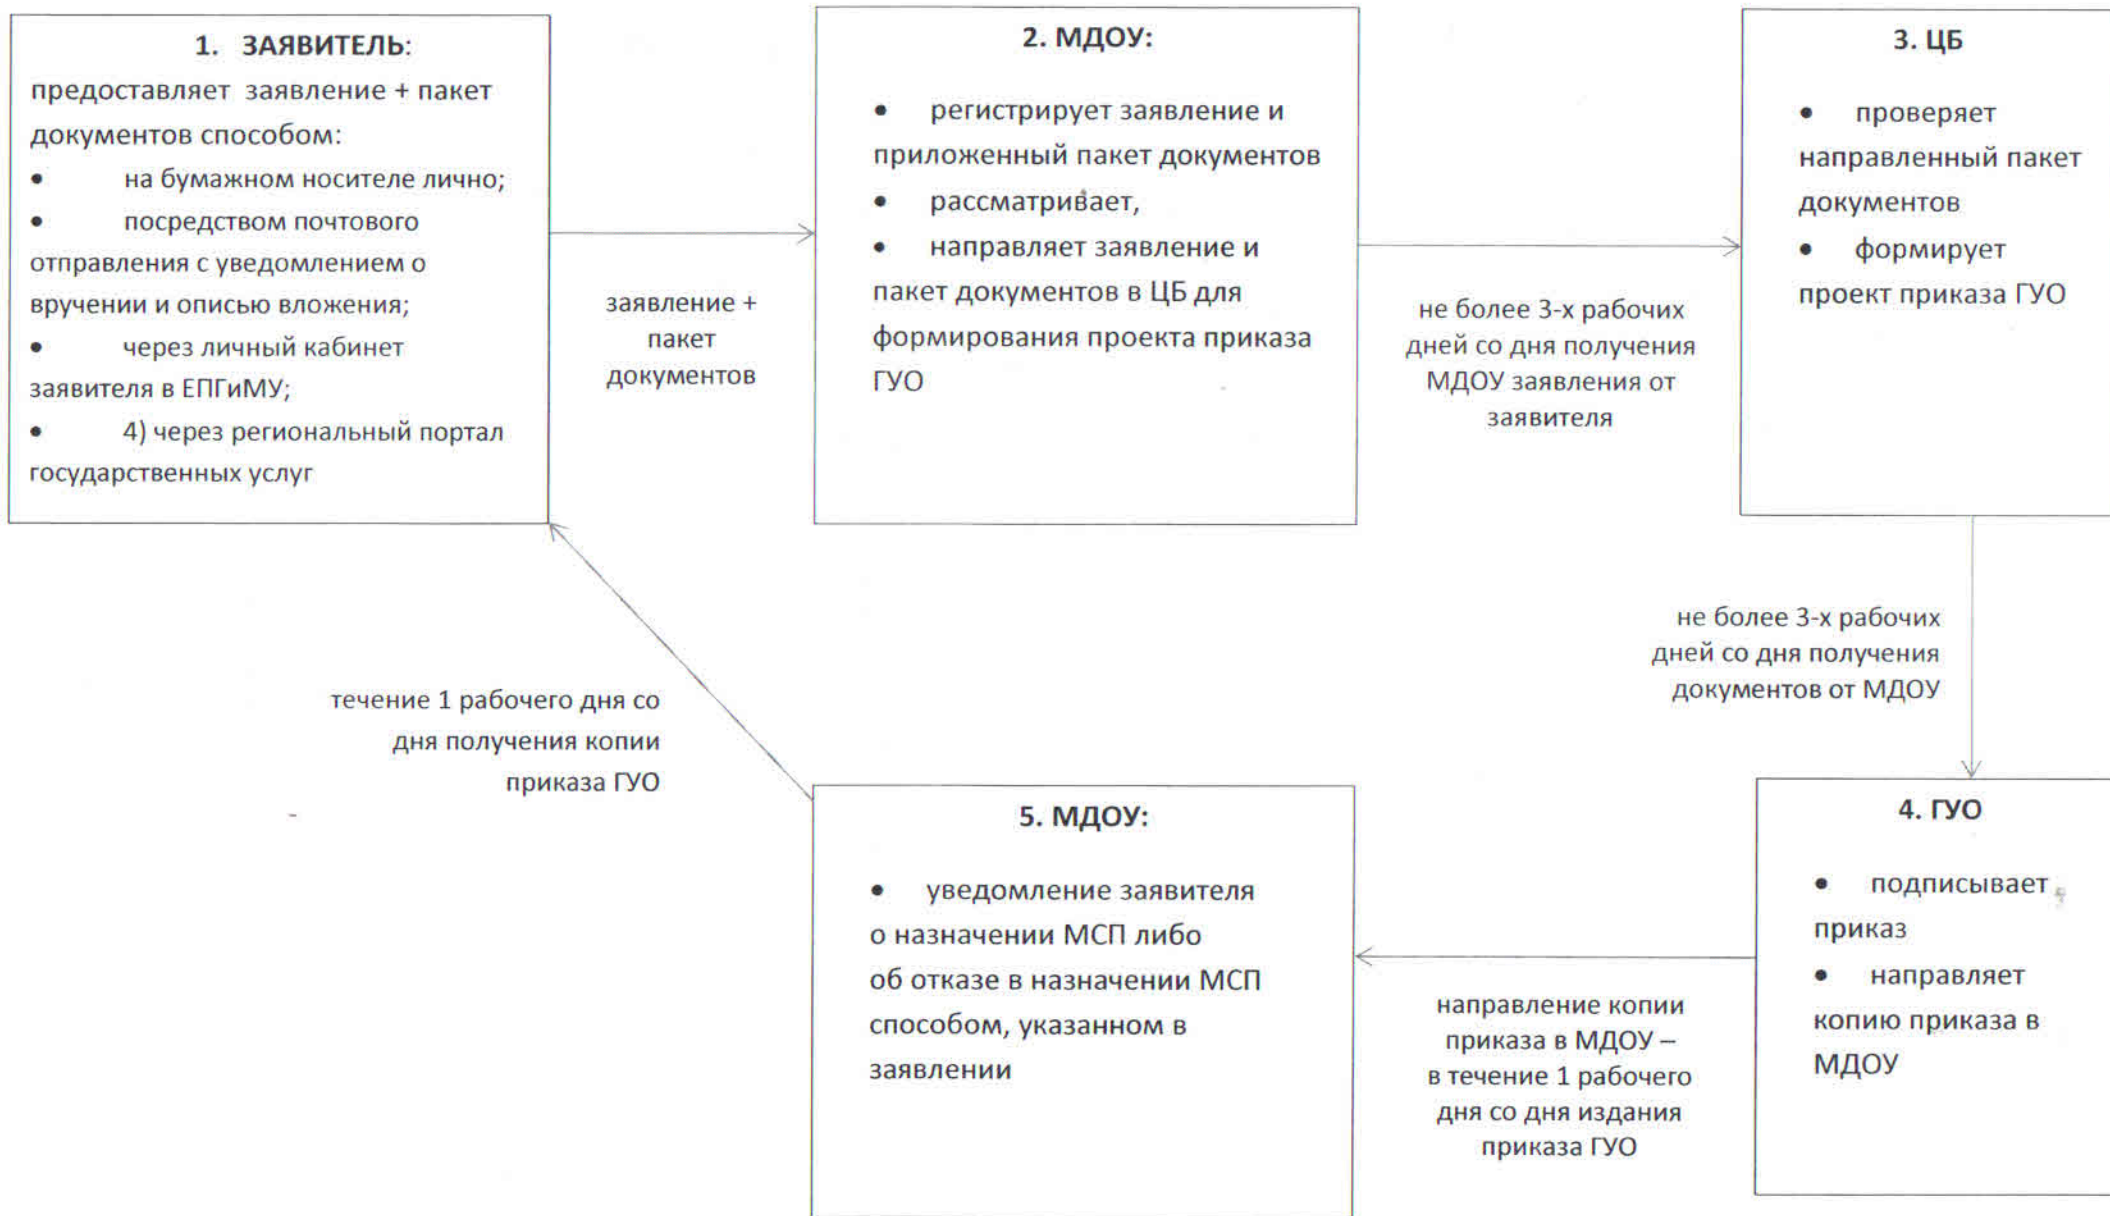 1. ЗАЯВИТЕЛЬ:
предоставляет заявление + пакет
документов способом:
• на бумажном носителе лично;
• посредством почтового
отправления с уведомлением о
вручении и описью вложения;
• через личный кабинет
заявителя в ЕПГиМУ;
• 4) через региональный портал
государственных услуг
заявление +
пакет
документов
2. МДОУ:
• регистрирует заявление и
приложенный пакет документов
• рассматривает,
• направляет заявление и
пакет документов в ЦБ для
формирования проекта приказа
ГУО
не более 3-х рабочих
дней со дня получения
МДОУ заявления от
заявителя
3. ЦБ
• проверяет
направленный пакет
документов
• формирует
проект приказа ГУО
не более 3-х рабочих
дней со дня получения
документов от МДОУ
4. ГУО
• подписывает
приказ
• направляет
копию приказа в
МДОУ
направление копии
приказа в МДОУ –
в течение 1 рабочего
дня со дня издания
приказа ГУО
5. МДОУ:
• уведомление заявителя
о назначении МСП либо
об отказе в назначении МСП
способом, указанном в
заявлении
течение 1 рабочего дня со
дня получения копии
приказа ГУО